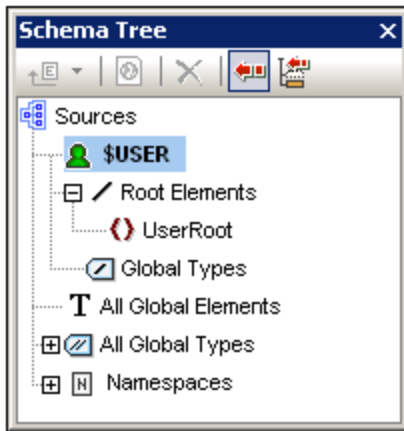 Schema Tree
Sources
$USER
Root Elements
UserRoot
Global Types
T All Global Elements
All Global Types
N Namespaces